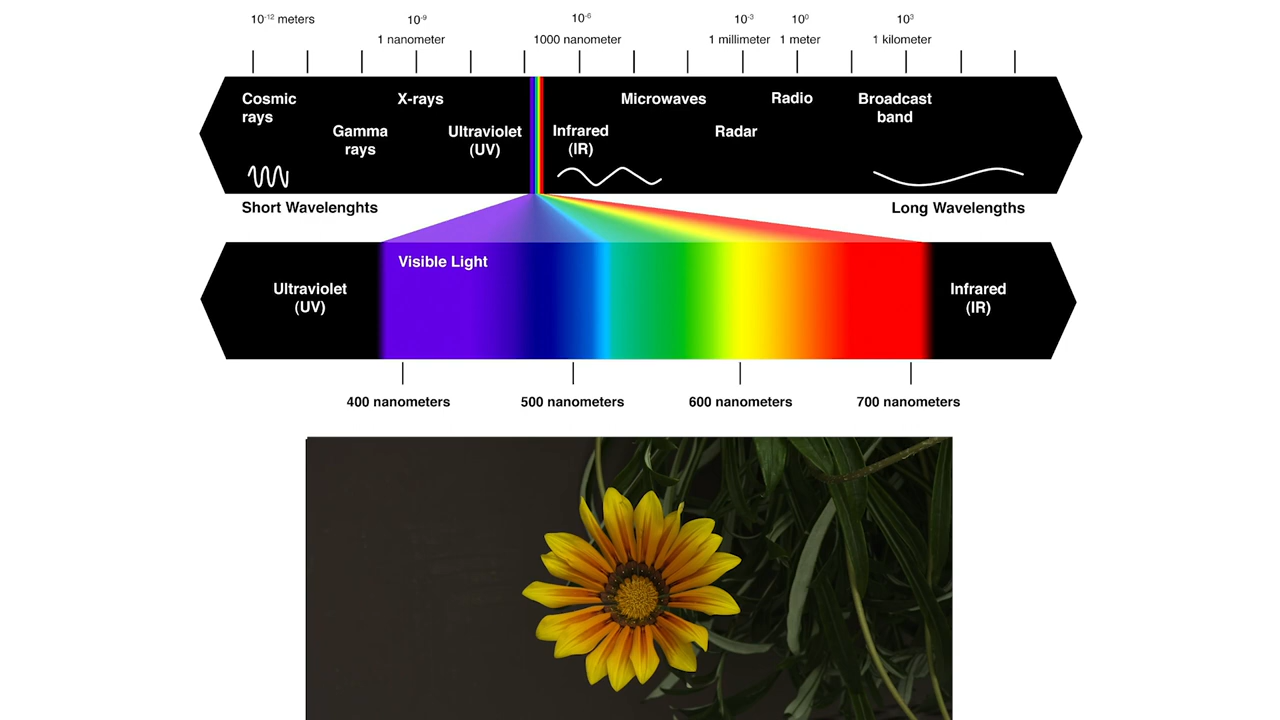 10⁻¹² meters
10⁻⁹
10⁻⁶
10⁻³
10⁰
10³
1 nanometer
1000 nanometer
1 millimeter
1 meter
1 kilometer
Cosmic
rays
X-rays
Microwaves
Radio
Broadcast
band
Gamma
rays
Ultraviolet
(UV)
Infrared
(IR)
Radar
Short Wavelenghts
Long Wavelengths
Visible Light
Ultraviolet
(UV)
Infrared
(IR)
400 nanometers
500 nanometers
600 nanometers
700 nanometers